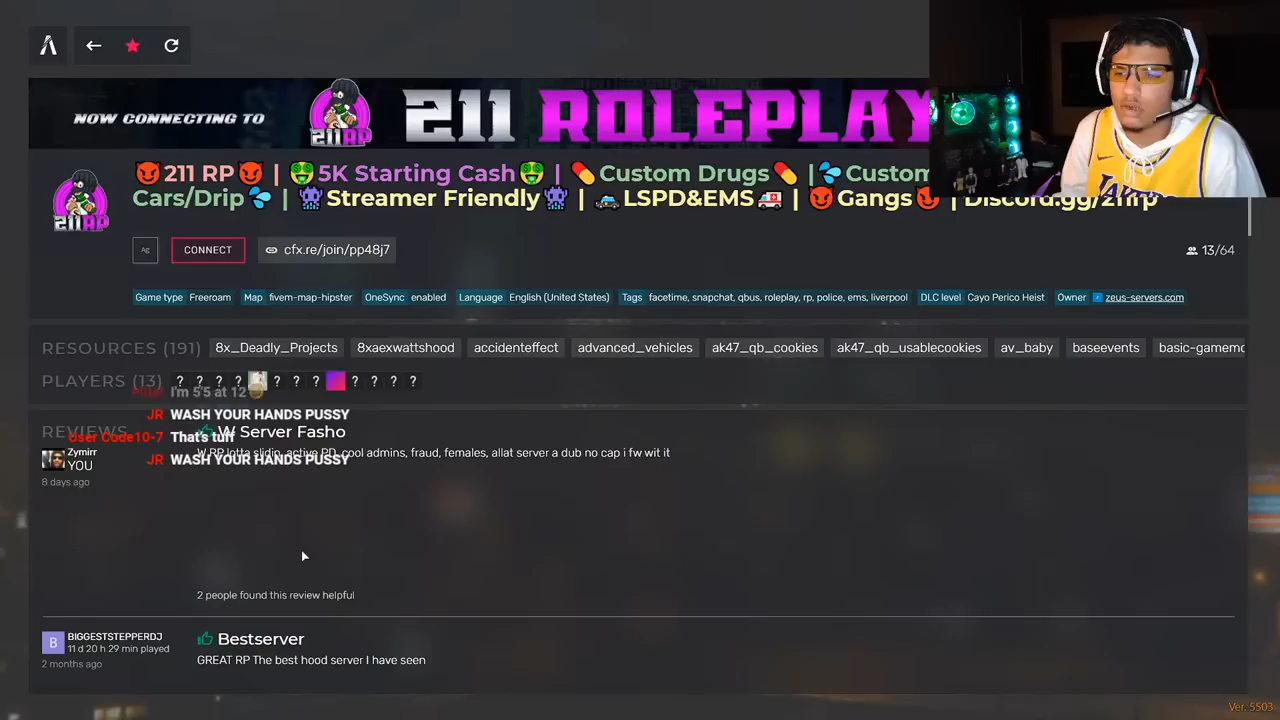 NOW CONNECTING TO
211RP
211 ROLEPLAY
211RP
😈211 RP😈 | 🤑5K Starting Cash🤑 | 💊Custom Drugs💊 | 💦Custom
Cars/Drip💦 | 👾Streamer Friendly👾 | 🚓LSPD&EMS🚑 | 😈Gangs😈 | Discord.gg/211rp
Ag
CONNECT
cfx.re/join/pp48j7
13/64
Game type Freeroam Map fivem-map-hipster OneSync enabled Language English (United States) Tags facetime, snapchat, qbus, roleplay, rp, police, ems, liverpool DLC level Cayo Perico Heist Owner zeus-servers.com
RESOURCES (191) 8x_Deadly_Projects 8xaexwattshood accidenteffect advanced_vehicles ak47_qb_cookies ak47_qb_usablecookies av_baby baseevents basic-gamemo
PLAYERS (13) ? ? ? ? ? ? ? ? ? ? ?
I'm 5'5 at 12
JR WASH YOUR HANDS PUSSY
REVIEWS
W Server Fasho
User Code10-7 That's tuff
Zymirr
W RP lotta slidin, active PD, cool admins, fraud, females, allat server a dub no cap i fw wit it
JR WASH YOUR HANDS PUSSY
YOU
8 days ago
2 people found this review helpful
B
BIGGESTSTEPPERDJ
11 d 20 h 29 min played
2 months ago
Bestserver
GREAT RP The best hood server I have seen
LAKERS
Ver. 5503